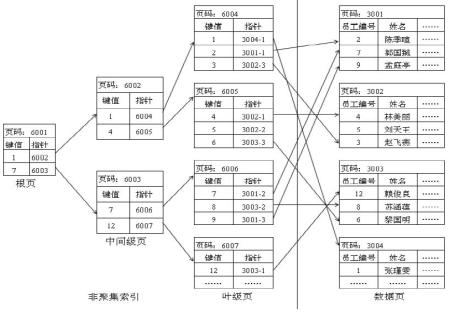 页码：6001
键值 指针
1 6002
7 6003
根页
页码：6002
键值 指针
1 6004
4 6005
页码：6003
键值 指针
7 6006
12 6007
中间级页
页码：6004
键值 指针
1 3004-1
2 3001-1
3 3002-3
页码：6005
键值 指针
4 3002-1
5 3002-2
6 3003-3
页码：6006
键值 指针
7 3001-2
8 3003-2
9 3001-3
页码：6007
键值 指针
12 3003-1
…… ……
叶级页
页码：3001
员工编号 姓名 ……
2 陈季暄 ……
7 郭国臹 ……
9 孟庭亭 ……
页码：3002
员工编号 姓名 ……
4 林美丽 ……
5 刘天王 ……
3 赵飞燕 ……
页码：3003
员工编号 姓名 ……
12 赖俊良 ……
8 苏涵蕴 ……
6 黎国明 ……
页码：3004
员工编号 姓名 ……
1 张瑾雯 ……
…… …… ……
数据页
非聚集索引